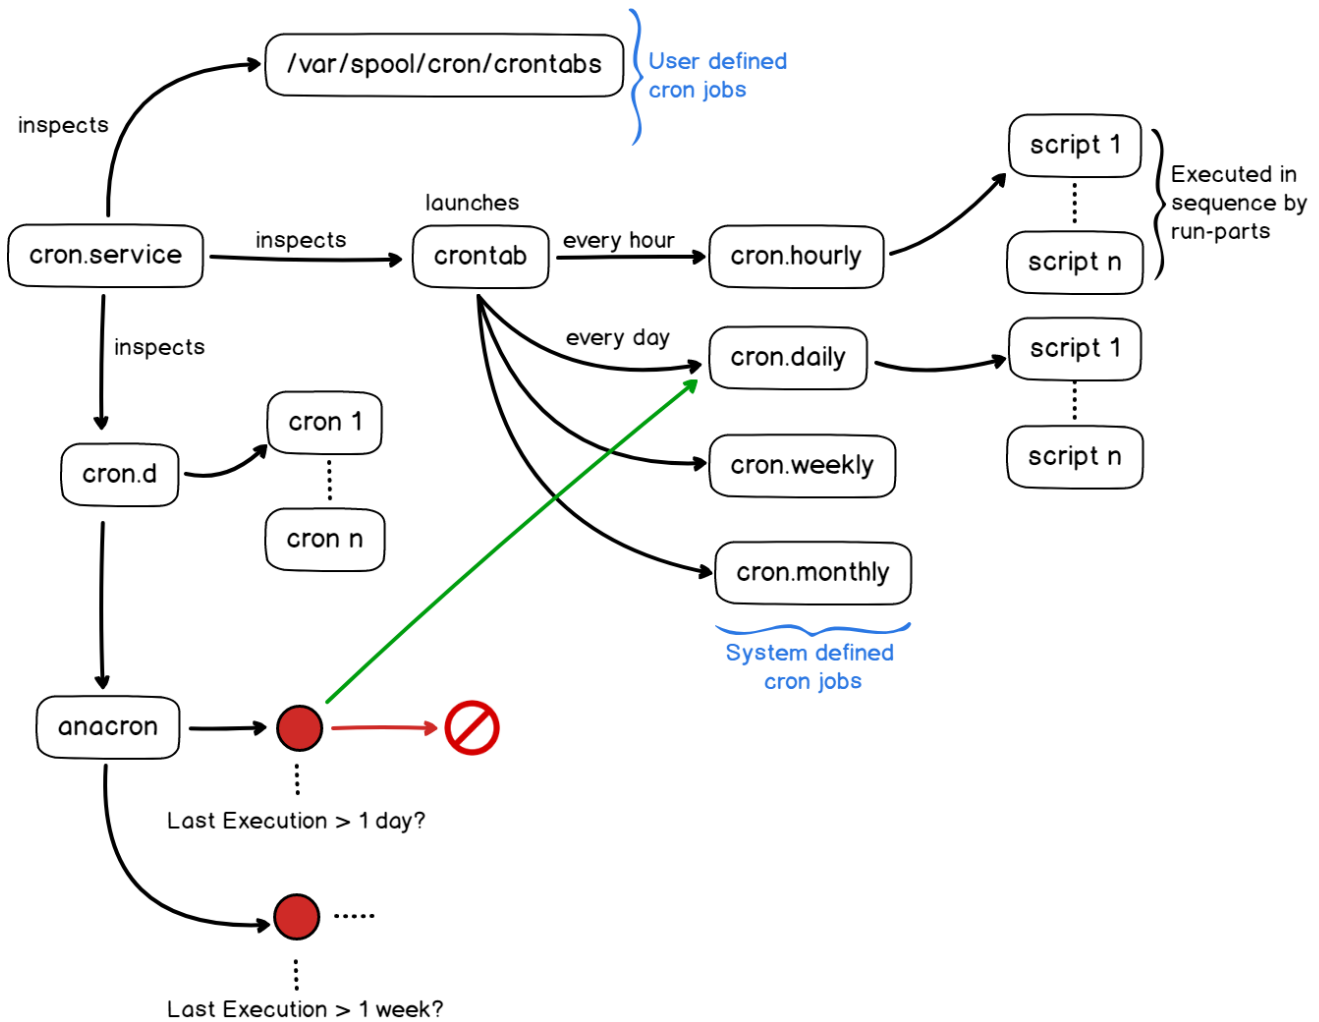 /var/spool/cron/crontabs
User defined
cron jobs
inspects
script 1
Executed in
sequence by
run-parts
launches
cron.service
inspects
crontab
every hour
cron.hourly
script n
inspects
every day
cron.daily
script 1
cron 1
cron.d
cron.weekly
script n
cron n
cron.monthly
System defined
cron jobs
anacron
Last Execution > 1 day?
Last Execution > 1 week?